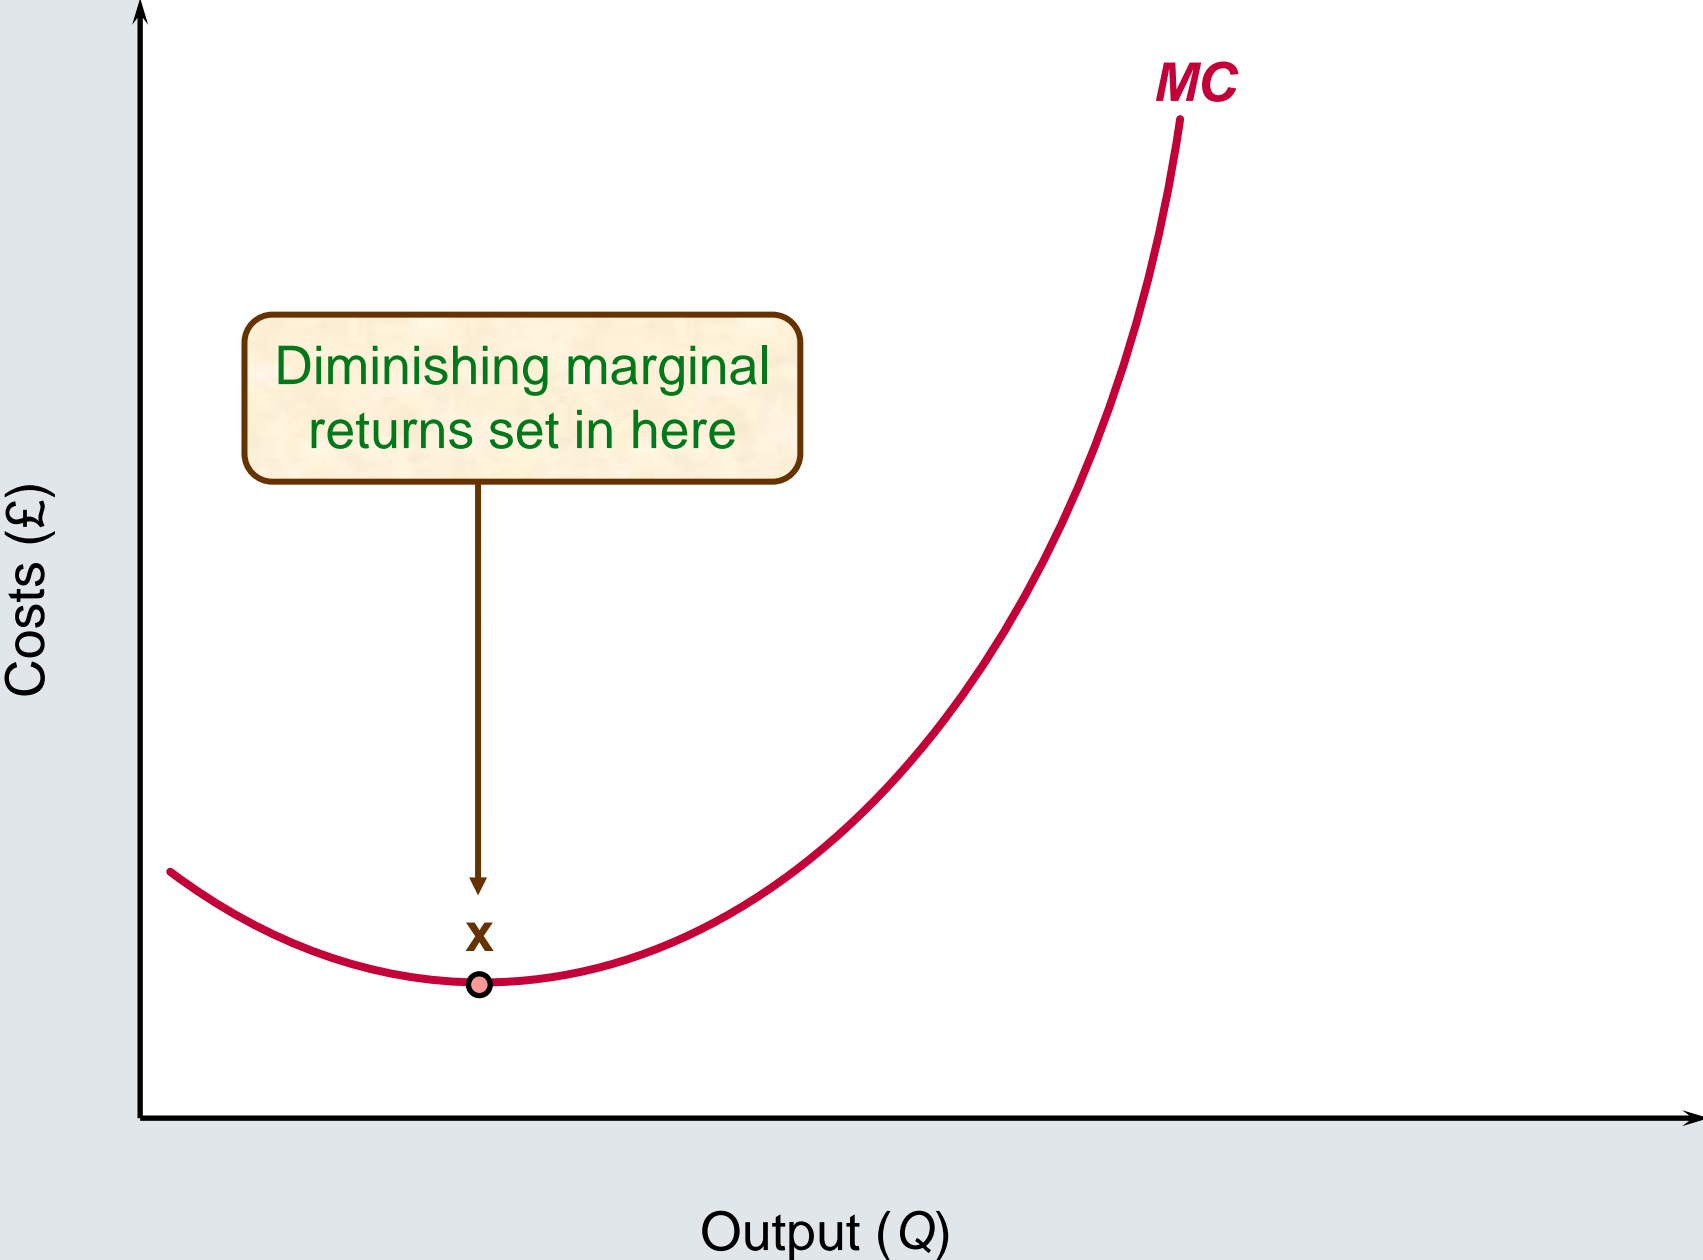 MC
Diminishing marginal
returns set in here
Costs (£)
x
Output (Q)